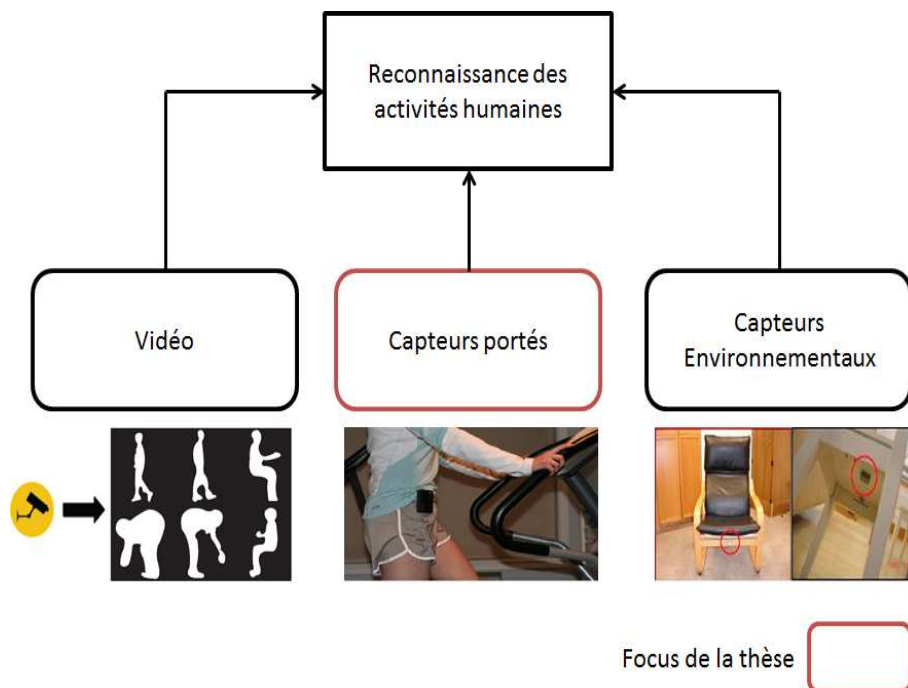 Reconnaissance des
activités humaines
Vidéo
Capteurs portés
Capteurs
Environnementaux
Focus de la thèse